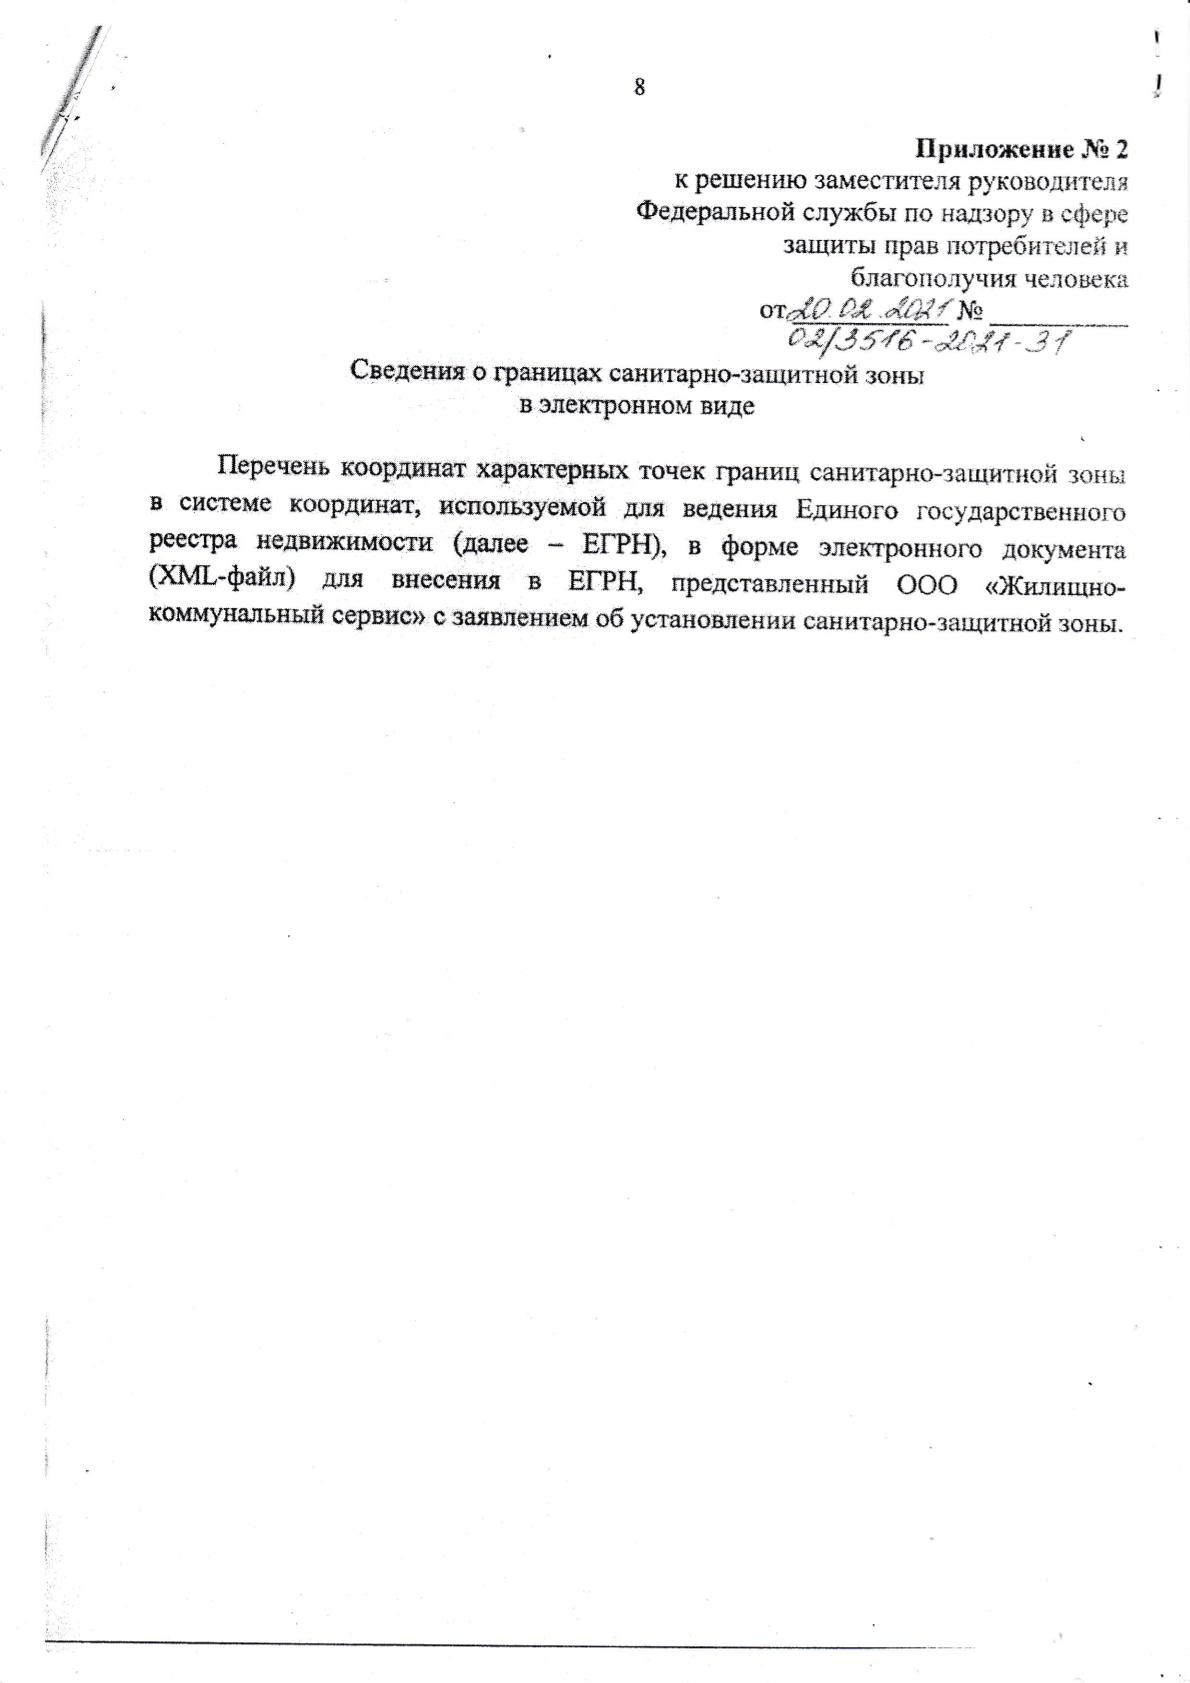 8
Приложение № 2
к решению заместителя руководителя
Федеральной службы по надзору в сфере
защиты прав потребителей и
благополучия человека
от 20.02.2021 № ___________
02/3516-2021-31
Сведения о границах санитарно-защитной зоны
в электронном виде
Перечень координат характерных точек границ санитарно-защитной зоны
в системе координат, используемой для ведения Единого государственного
реестра недвижимости (далее – ЕГРН), в форме электронного документа
(XML-файл) для внесения в ЕГРН, представленный ООО «Жилищно-
коммунальный сервис» с заявлением об установлении санитарно-защитной зоны.